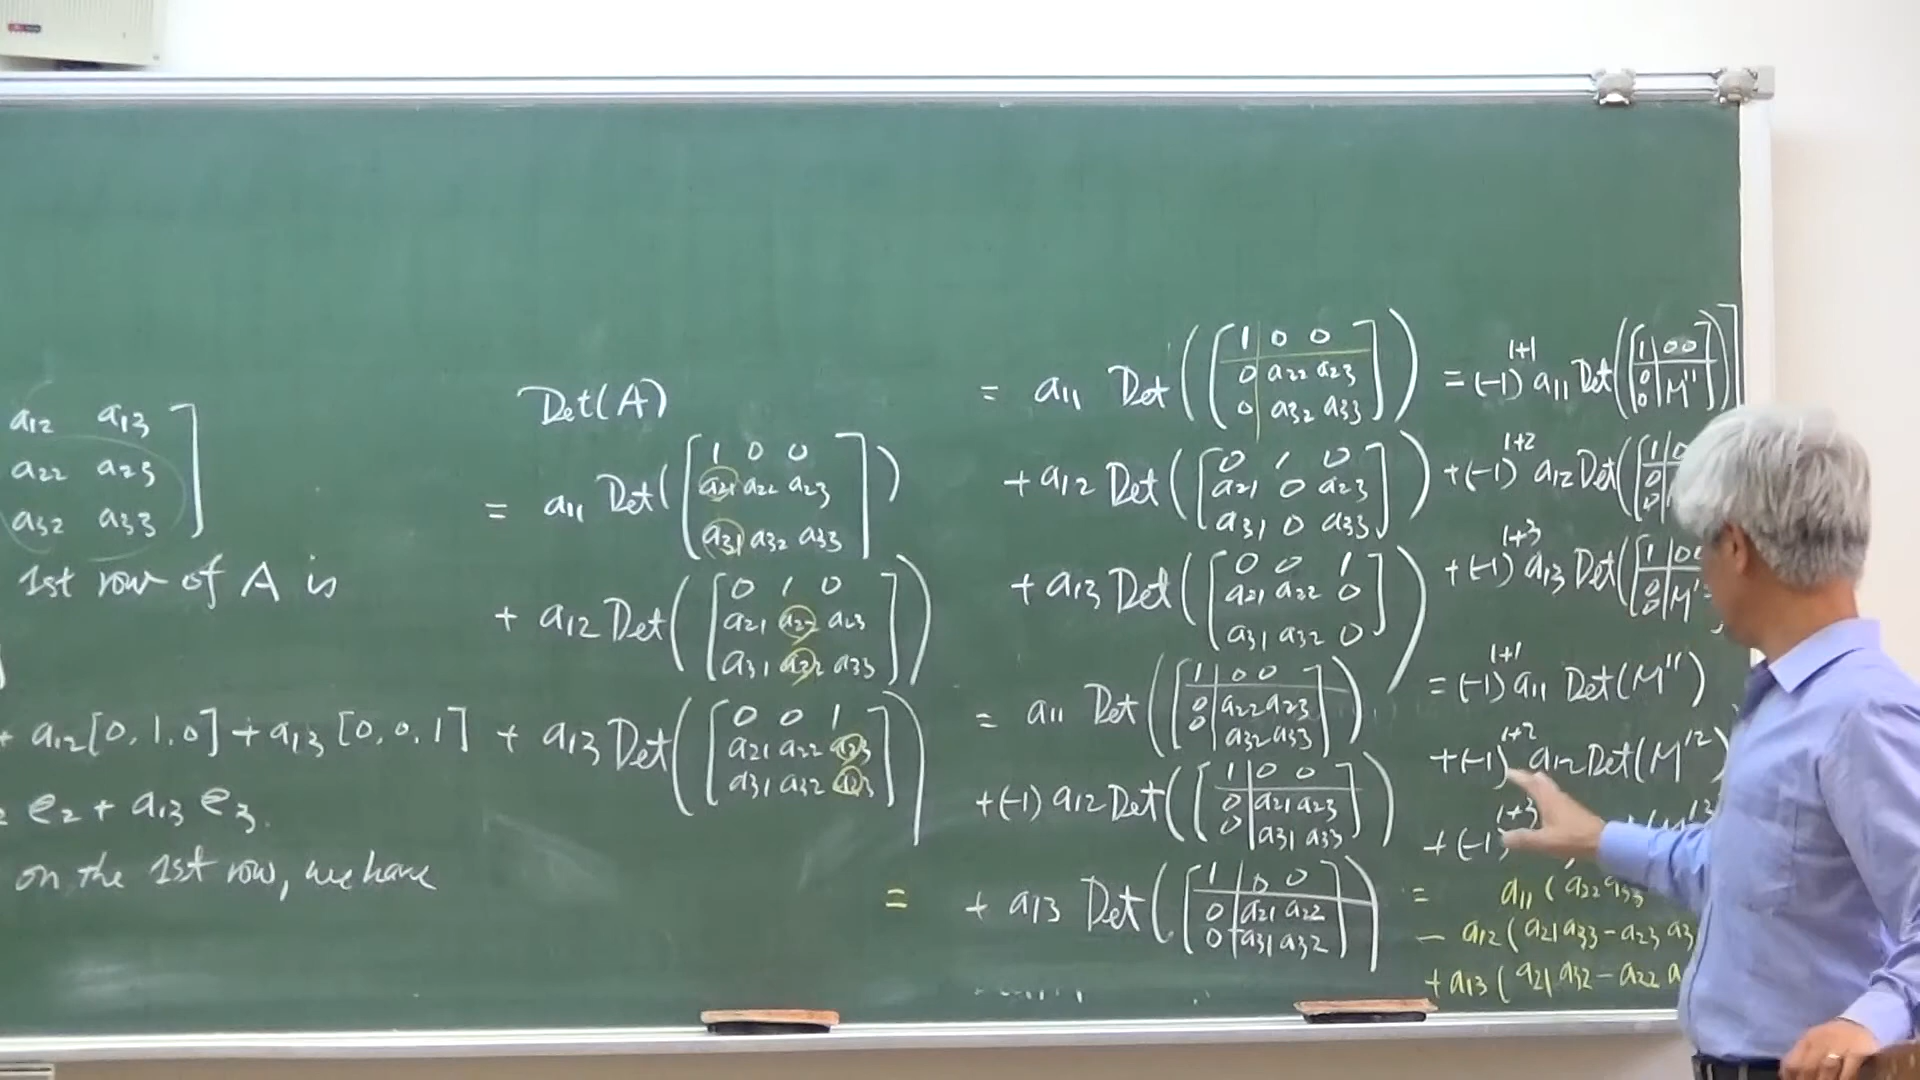 a12 a13 ]
a22 a23
a32 a33
1st row of A is
+ a12[0, 1, 0] + a13[0, 0, 1]
e2 + a13 e3.
on the 1st row, we have
Det(A)
= a11 Det([1 0 0
a21 a22 a23
a31 a32 a33])
+ a12 Det([0 1 0
a21 a22 a23
a31 a32 a33])
+ a13 Det([0 0 1
a21 a22 a23
a31 a32 a33])
=
= a11 Det([1 0 0
0 a22 a23
0 a32 a33])
+ a12 Det([0 1 0
a21 0 a23
a31 0 a33])
+ a13 Det([0 0 1
a21 a22 0
a31 a32 0])
= a11 Det([1 0 0
0 a22 a23
0 a32 a33])
+(-1) a12 Det([1 0 0
0 a21 a23
0 a31 a33])
+ a13 Det([1 0 0
0 a21 a22
0 a31 a32])
= (-1)^{1+1} a11 Det([1 0 0
0 M^{11}
0])
+(-1)^{1+2} a12 Det([1 0
0
0
+(-1)^{1+3} a13 Det([1 0 0
0 M
0
= (-1)^{1+1} a11 Det(M^{11})
+(-1)^{1+2} a12 Det(M^{12})
+(-1)^{1+3}
= a11(a22 a33
- a12(a21 a33 - a23 a3
+ a13(a21 a32 - a22 a